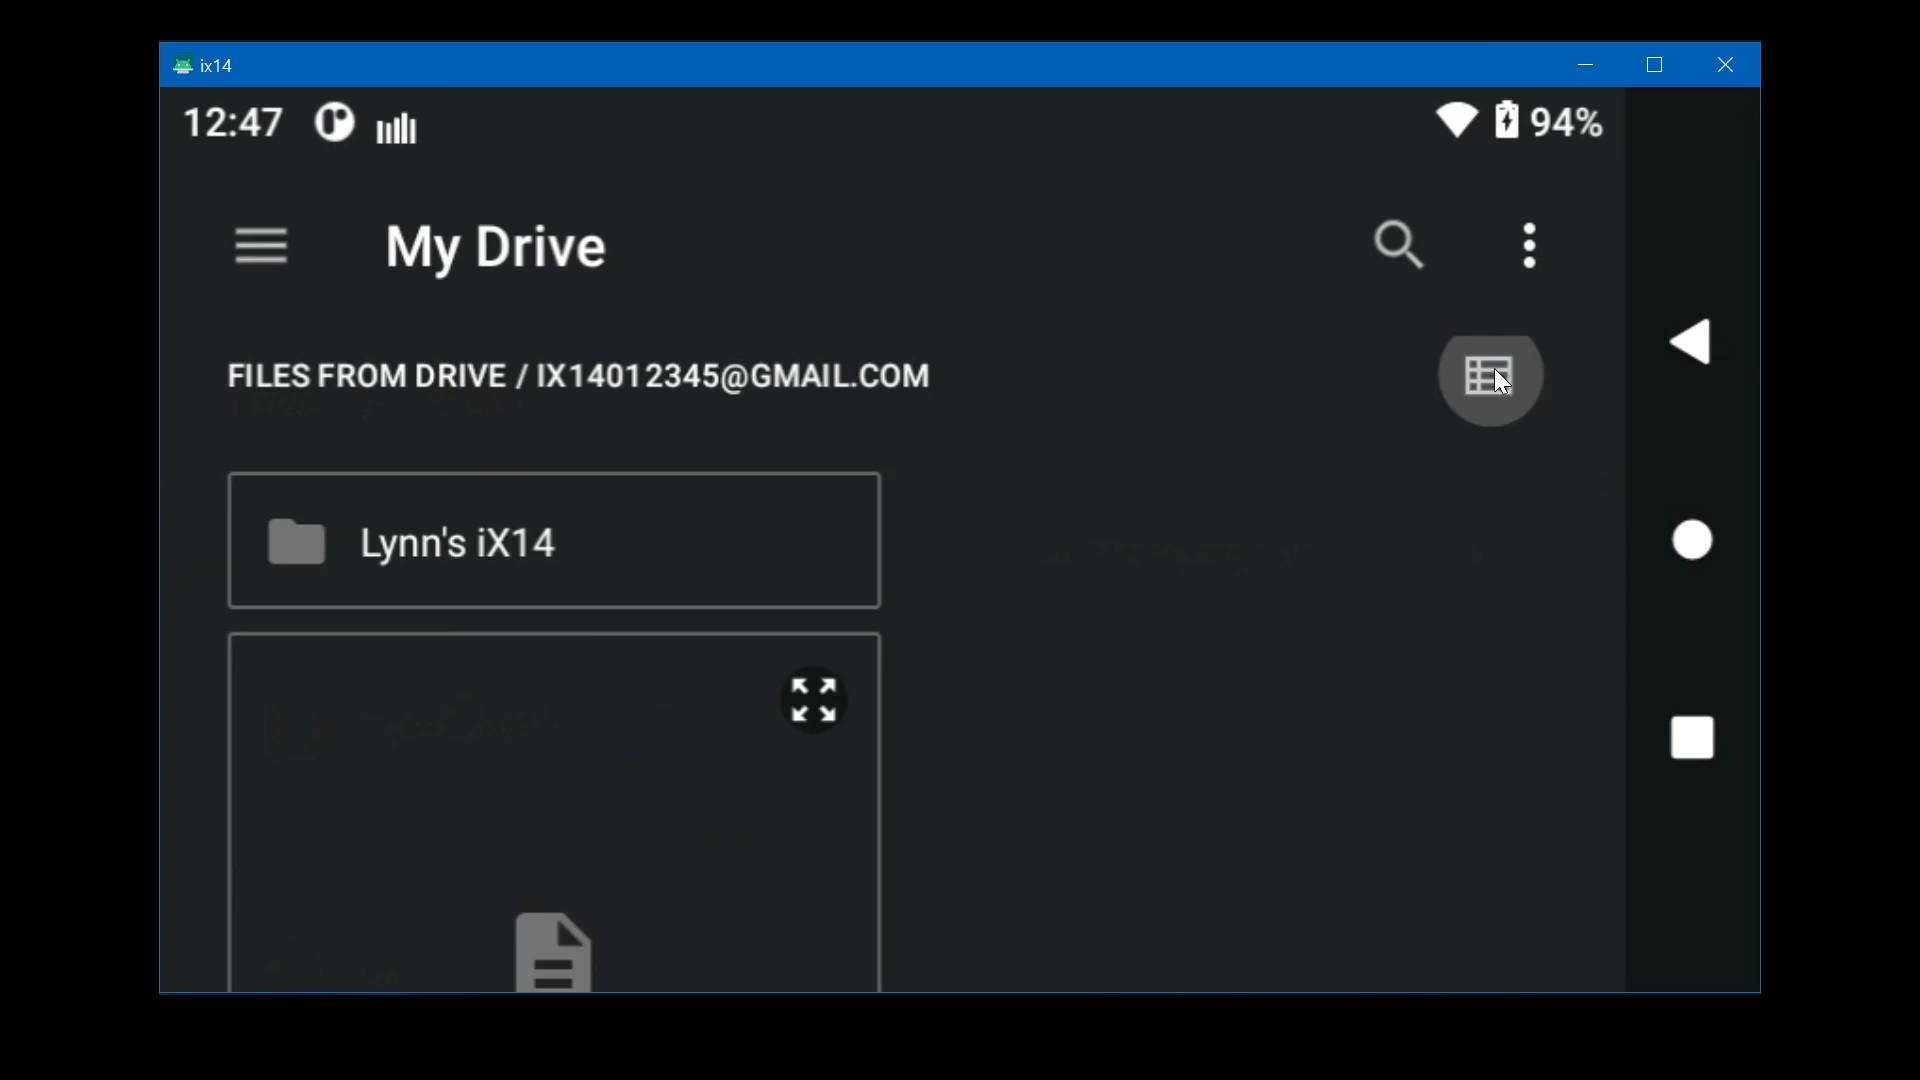 ix14
12:47
94%
My Drive
FILES FROM DRIVE / IX14012345@GMAIL.COM
Lynn's iX14